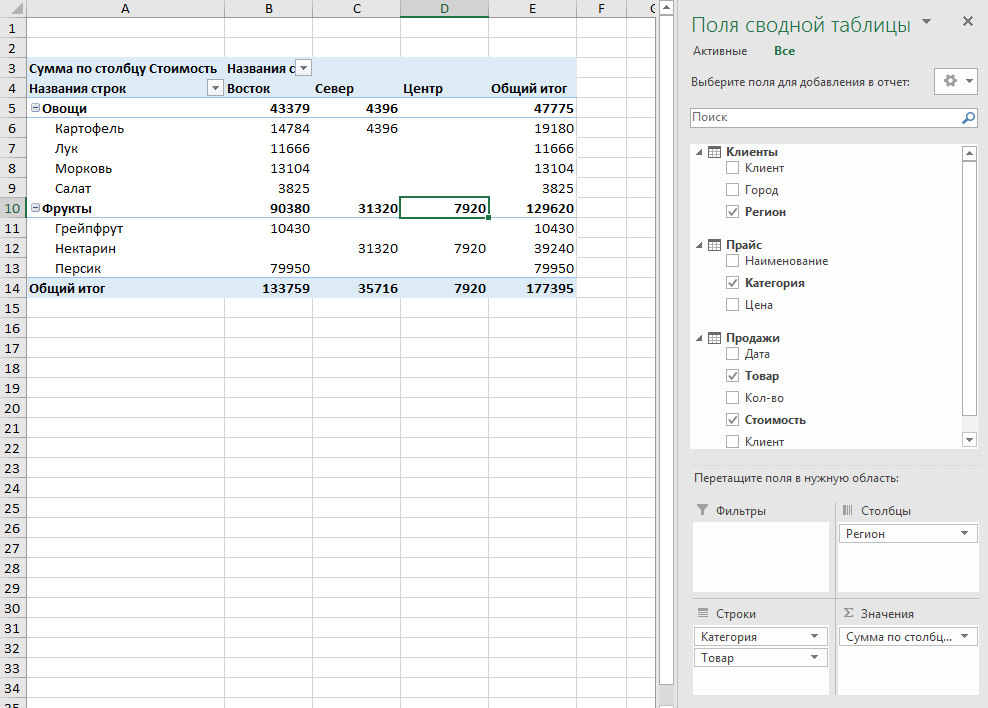 A B C D E F G
1
2
3 Сумма по столбцу Стоимость Названия с
4 Названия строк Восток Север Центр Общий итог
5 Овощи 43379 4396 47775
6 Картофель 14784 4396 19180
7 Лук 11666 11666
8 Морковь 13104 13104
9 Салат 3825 3825
10 Фрукты 90380 31320 7920 129620
11 Грейпфрут 10430 10430
12 Нектарин 31320 7920 39240
13 Персик 79950 79950
14 Общий итог 133759 35716 7920 177395
15
16
17
18
19
20
21
22
23
24
25
26
27
28
29
30
31
32
33
34
35
Поля сводной таблицы
Активные Все
Выберите поля для добавления в отчет:
Поиск
Клиенты
Клиент
Город
Регион
Прайс
Наименование
Категория
Цена
Продажи
Дата
Товар
Кол-во
Стоимость
Клиент
Перетащите поля в нужную область:
Фильтры
Столбцы
Регион
Строки
Категория
Товар
Σ Значения
Сумма по столбц...